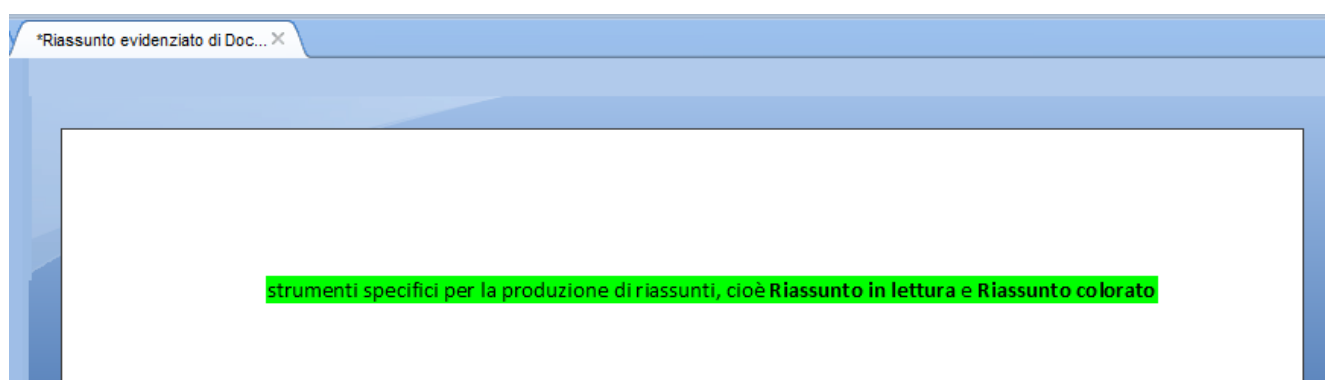 *Riassunto evidenziato di Doc...
strumenti specifici per la produzione di riassunti, cioè Riassunto in lettura e Riassunto colorato